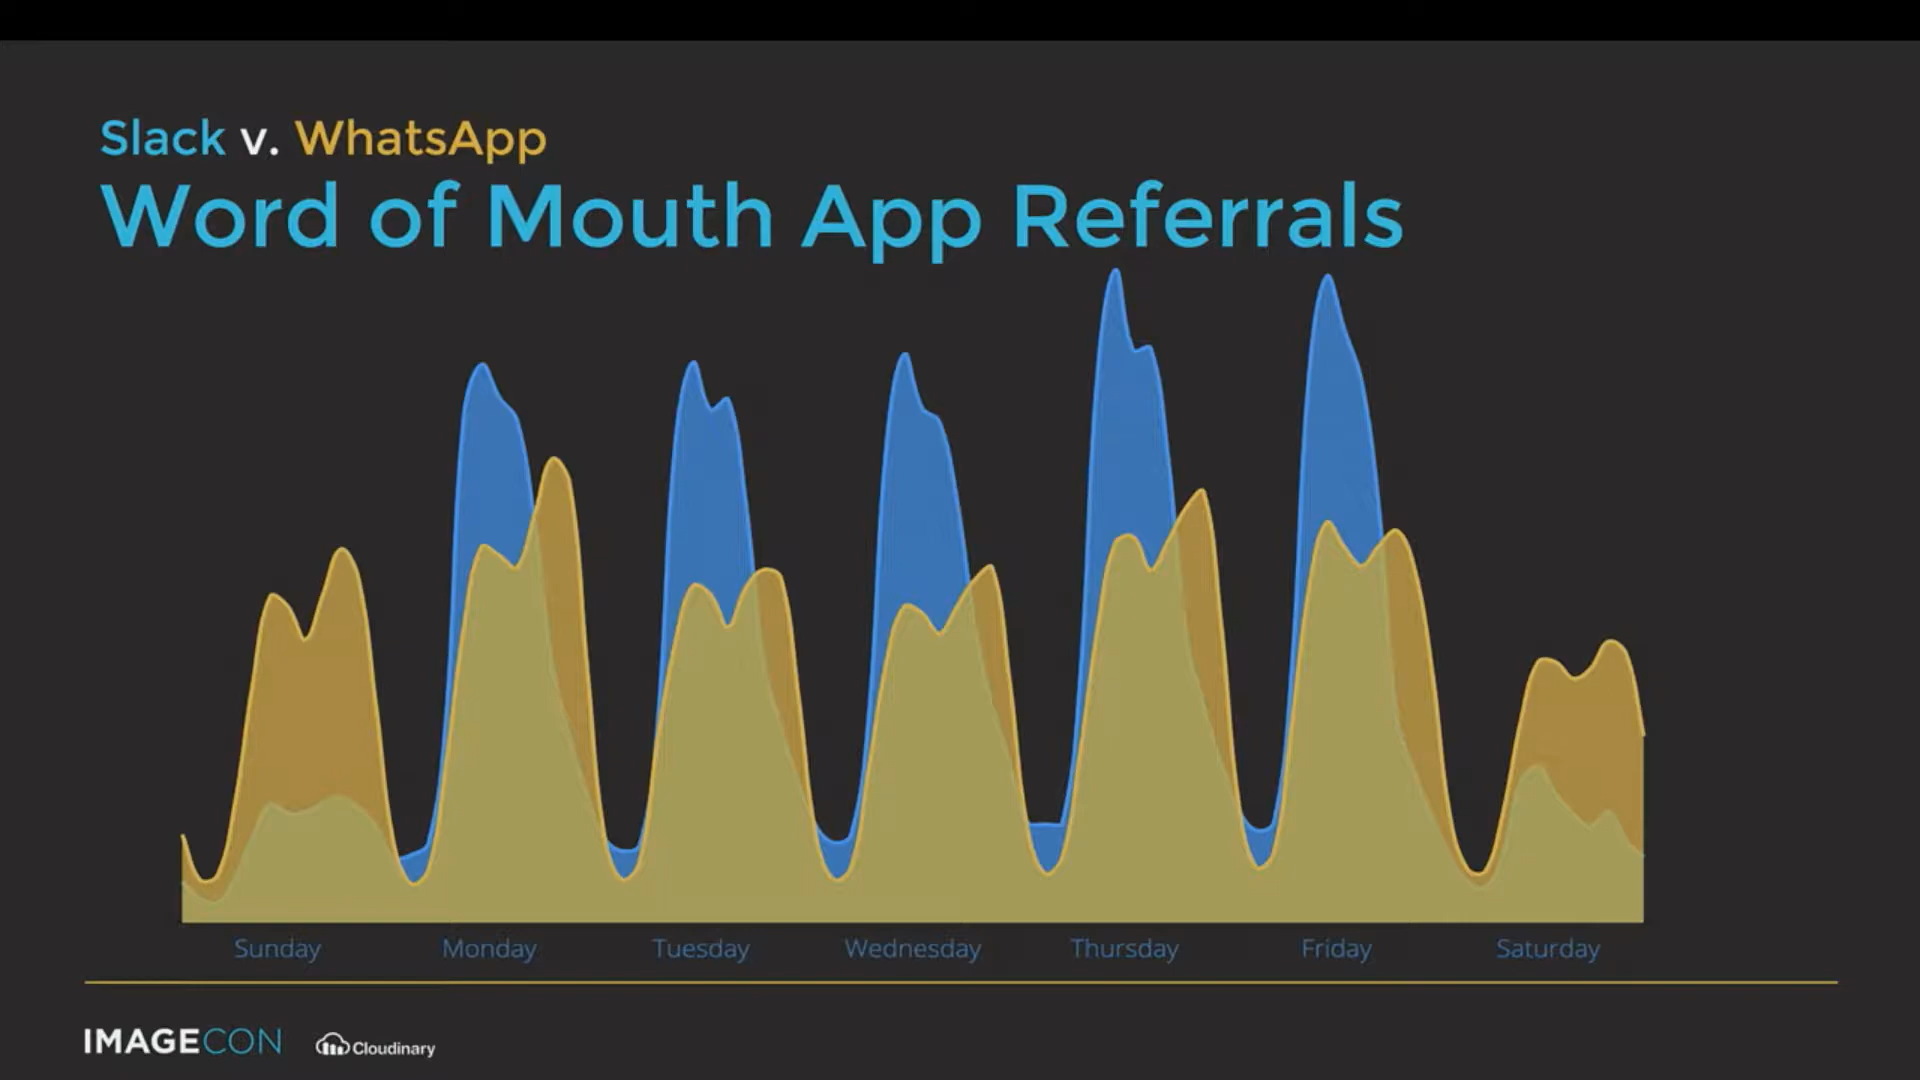 Slack v. WhatsApp
Word of Mouth App Referrals
Sunday Monday Tuesday Wednesday Thursday Friday Saturday
IMAGECON Cloudinary